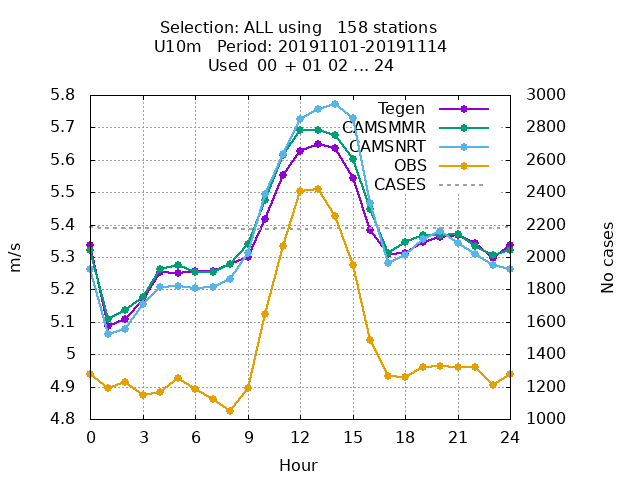 Selection: ALL using   158 stations
U10m   Period: 20191101-20191114
Used  00 + 01 02 ... 24
5.8
5.7
5.6
5.5
5.4
5.3
5.2
5.1
5
4.9
4.8
3000
2800
2600
2400
2200
2000
1800
1600
1400
1200
1000
Tegen
CAMSMMR
CAMSNRT
OBS
CASES
m/s
No cases
0 3 6 9 12 15 18 21 24
Hour